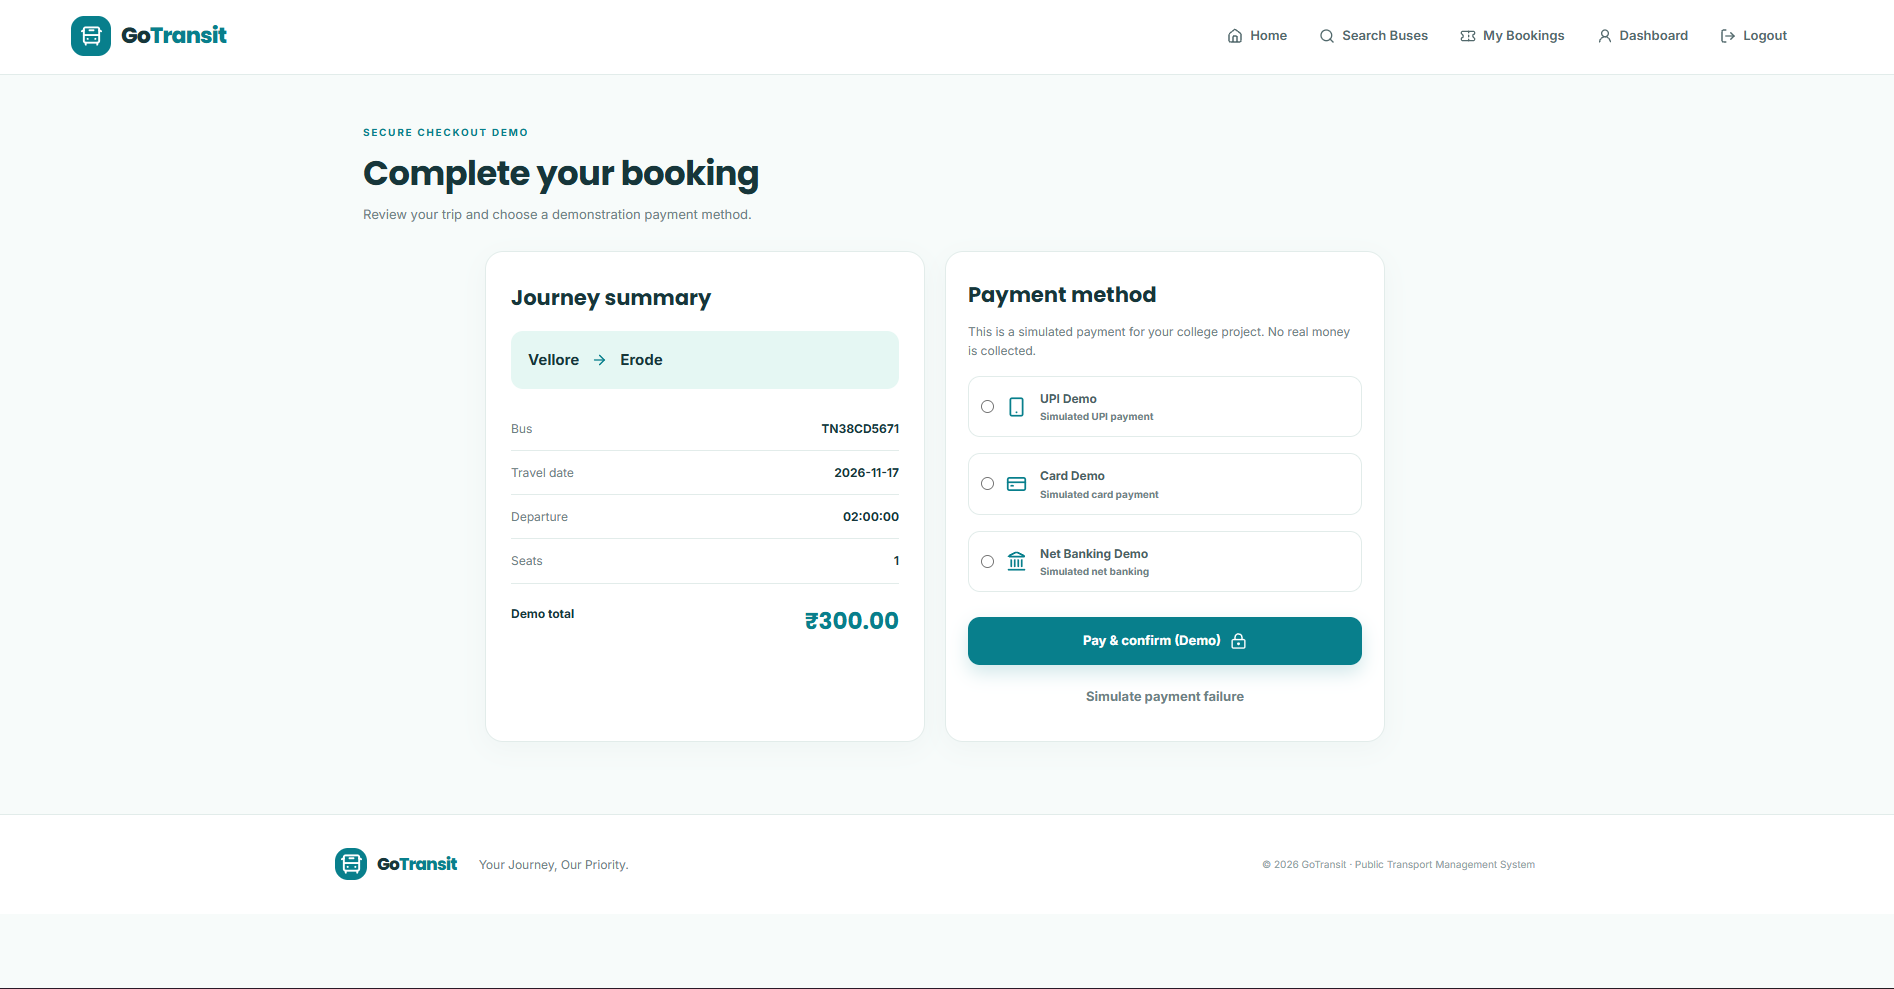 GoTransit
Home
Search Buses
My Bookings
Dashboard
Logout
SECURE CHECKOUT DEMO
Complete your booking
Review your trip and choose a demonstration payment method.
Journey summary
Vellore → Erode
Bus TN38CD5671
Travel date 2026-11-17
Departure 02:00:00
Seats 1
Demo total ₹300.00
Payment method
This is a simulated payment for your college project. No real money
is collected.
UPI Demo
Simulated UPI payment
Card Demo
Simulated card payment
Net Banking Demo
Simulated net banking
Pay & confirm (Demo)
Simulate payment failure
GoTransit
Your Journey, Our Priority.
© 2026 GoTransit · Public Transport Management System